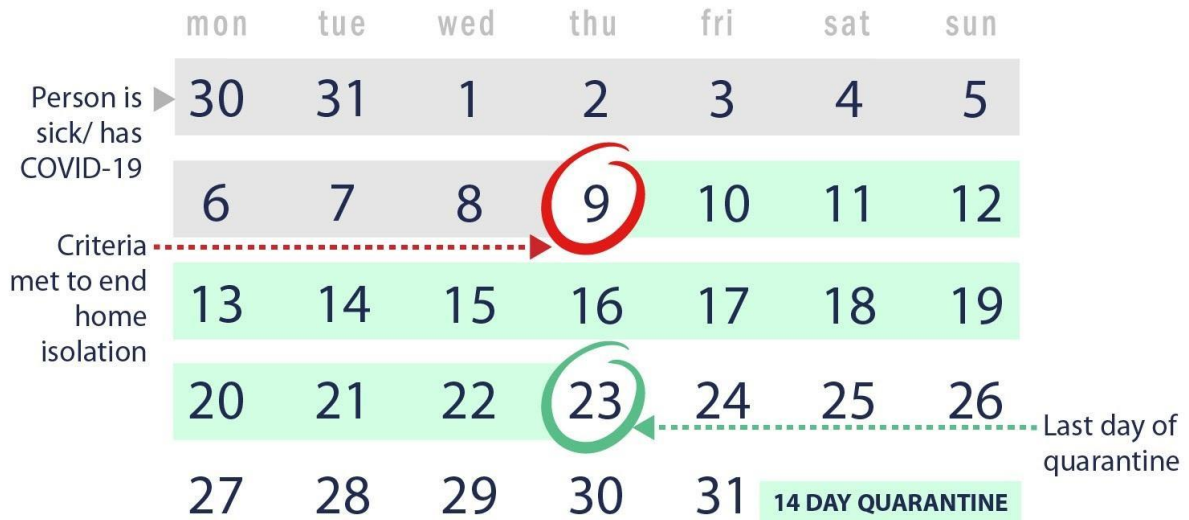 mon tue wed thu fri sat sun
Person is
sick/ has
COVID-19
30 31 1 2 3 4 5
6 7 8 9 10 11 12
Criteria
met to end
home
isolation
13 14 15 16 17 18 19
20 21 22 23 24 25 26
Last day of
quarantine
27 28 29 30 31 14 DAY QUARANTINE